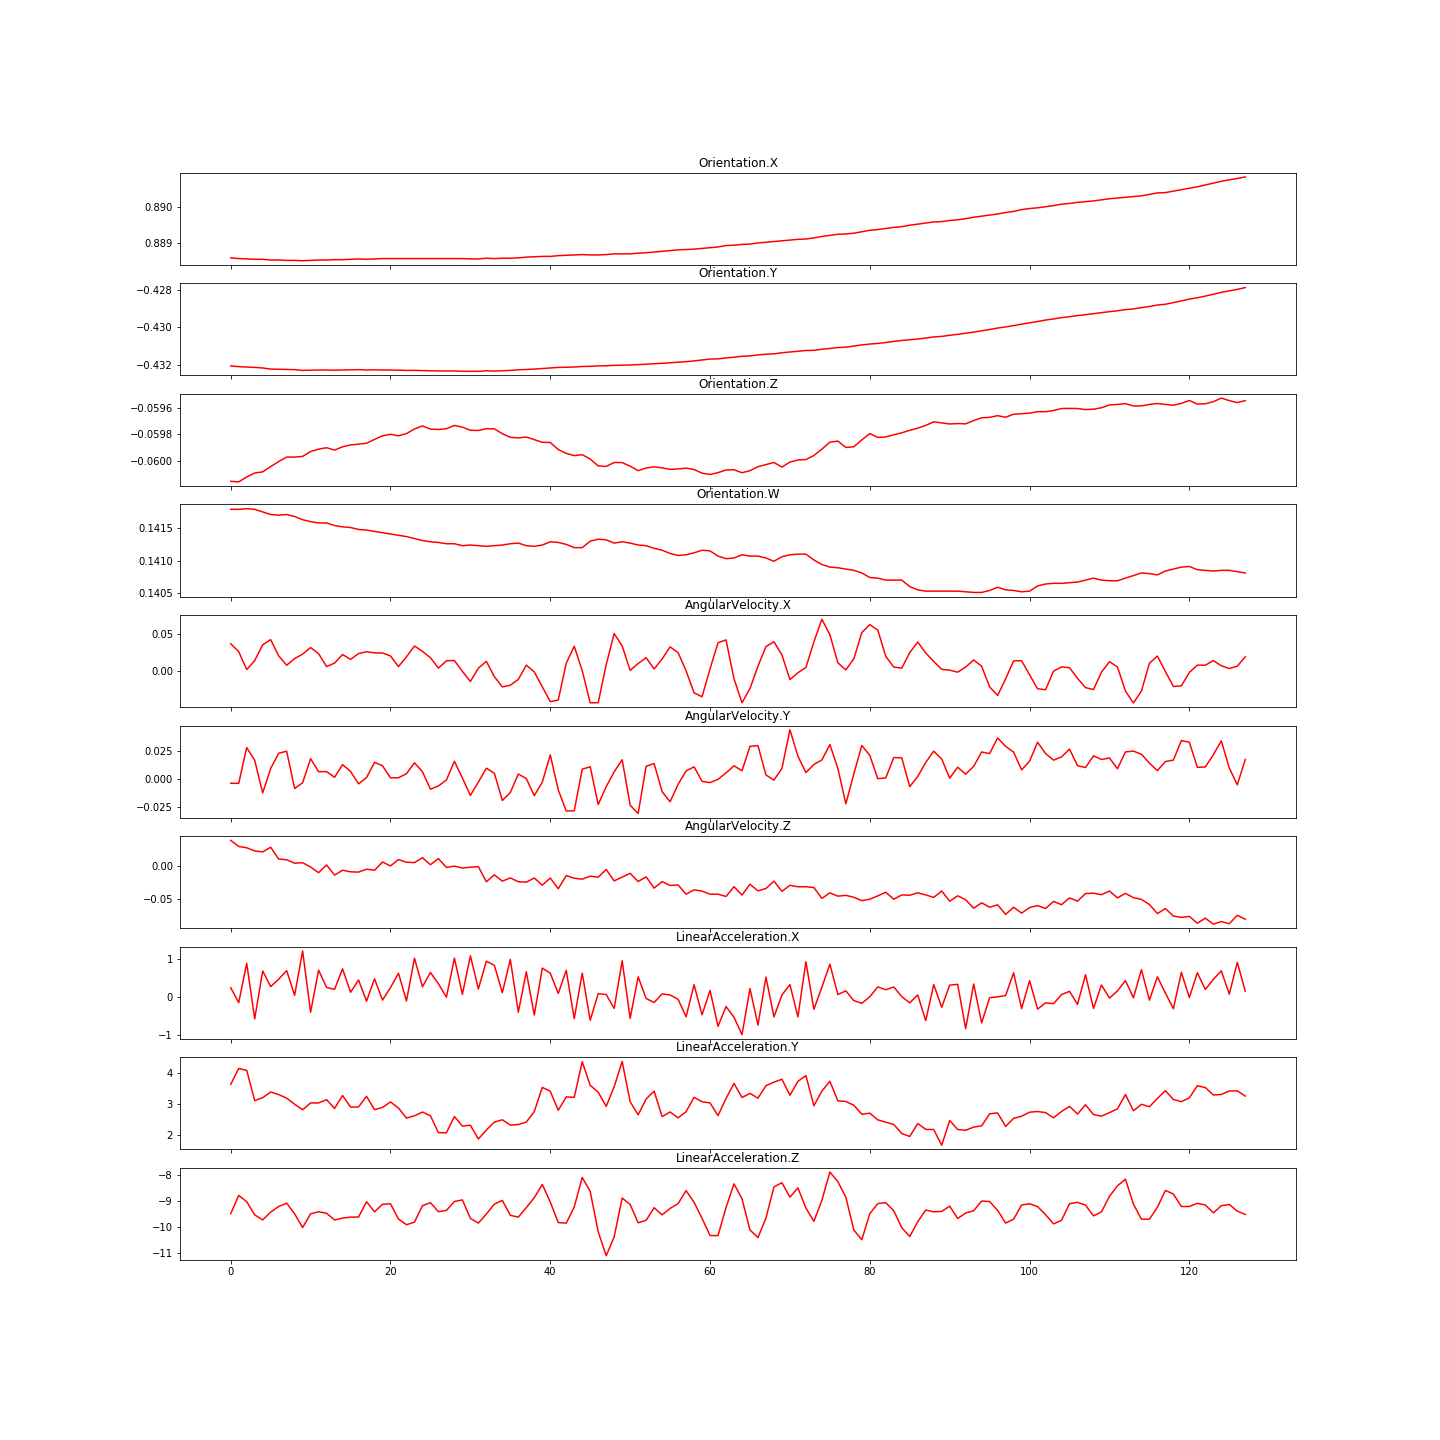 Orientation.X
0.890
0.889
Orientation.Y
−0.428
−0.430
−0.432
Orientation.Z
−0.0596
−0.0598
−0.0600
Orientation.W
0.1415
0.1410
0.1405
AngularVelocity.X
0.05
0.00
AngularVelocity.Y
0.025
0.000
−0.025
AngularVelocity.Z
0.00
−0.05
LinearAcceleration.X
1
0
−1
LinearAcceleration.Y
4
3
2
LinearAcceleration.Z
−8
−9
−10
−11
0 20 40 60 80 100 120